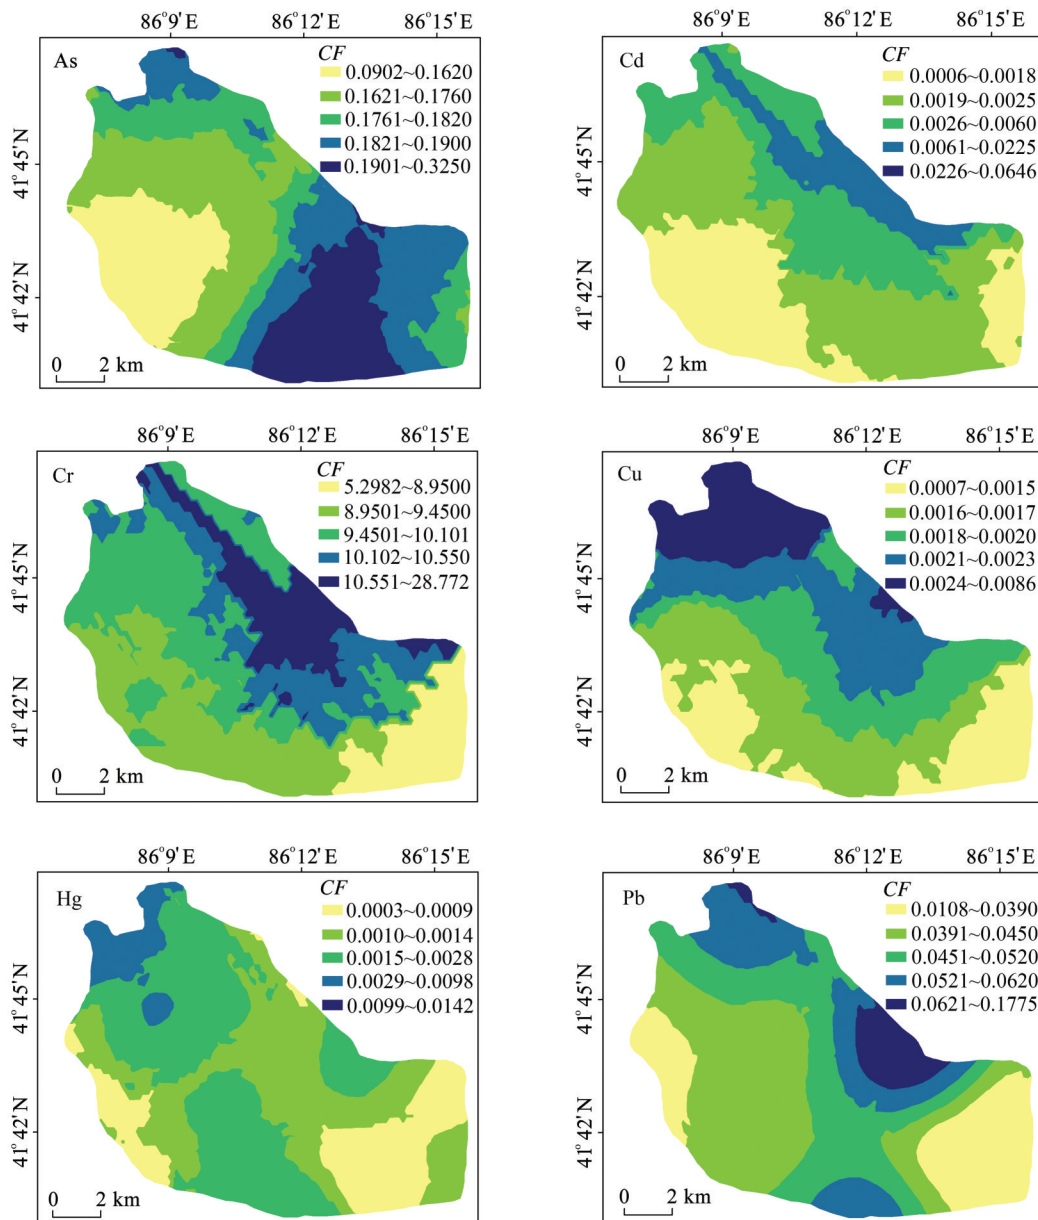 86°9′E 86°12′E 86°15′E
As
CF
0.0902~0.1620
0.1621~0.1760
0.1761~0.1820
0.1821~0.1900
0.1901~0.3250
41°45′N
41°42′N
0 2 km
86°9′E 86°12′E 86°15′E
Cd
CF
0.0006~0.0018
0.0019~0.0025
0.0026~0.0060
0.0061~0.0225
0.0226~0.0646
41°45′N
41°42′N
0 2 km
86°9′E 86°12′E 86°15′E
Cr
CF
5.2982~8.9500
8.9501~9.4500
9.4501~10.101
10.102~10.550
10.551~28.772
41°45′N
41°42′N
0 2 km
86°9′E 86°12′E 86°15′E
Cu
CF
0.0007~0.0015
0.0016~0.0017
0.0018~0.0020
0.0021~0.0023
0.0024~0.0086
41°45′N
41°42′N
0 2 km
86°9′E 86°12′E 86°15′E
Hg
CF
0.0003~0.0009
0.0010~0.0014
0.0015~0.0028
0.0029~0.0098
0.0099~0.0142
41°45′N
41°42′N
0 2 km
86°9′E 86°12′E 86°15′E
Pb
CF
0.0108~0.0390
0.0391~0.0450
0.0451~0.0520
0.0521~0.0620
0.0621~0.1775
41°45′N
41°42′N
0 2 km